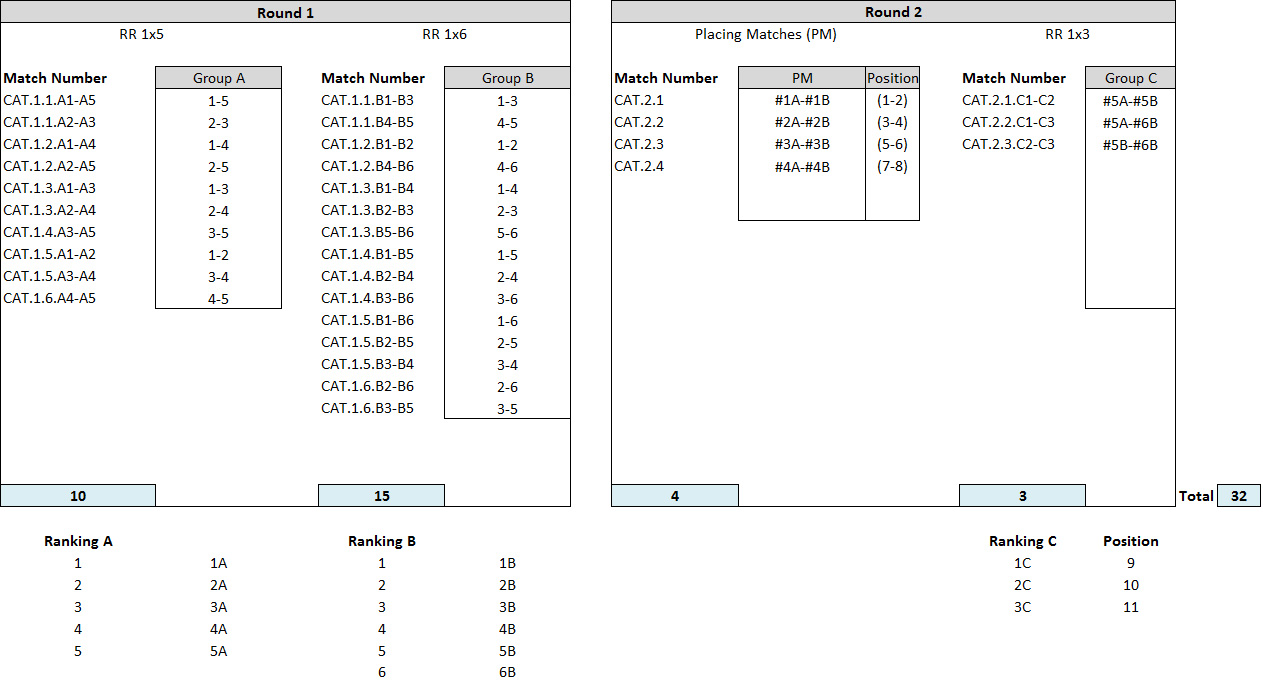 Round 1 Round 2
RR 1x5 RR 1x6 Placing Matches (PM) RR 1x3
Match Number Group A Match Number Group B Match Number PM Position Match Number Group C
CAT.1.1.A1-A5 1-5 CAT.1.1.B1-B3 1-3 CAT.2.1 #1A-#1B (1-2) CAT.2.1.C1-C2 #5A-#5B
CAT.1.1.A2-A3 2-3 CAT.1.1.B4-B5 4-5 CAT.2.2 #2A-#2B (3-4) CAT.2.2.C1-C3 #5A-#6B
CAT.1.2.A1-A4 1-4 CAT.1.2.B1-B2 1-2 CAT.2.3 #3A-#3B (5-6) CAT.2.3.C2-C3 #5B-#6B
CAT.1.2.A2-A5 2-5 CAT.1.2.B4-B6 4-6 CAT.2.4 #4A-#4B (7-8)
CAT.1.3.A1-A3 1-3 CAT.1.3.B1-B4 1-4
CAT.1.3.A2-A4 2-4 CAT.1.3.B2-B3 2-3
CAT.1.4.A3-A5 3-5 CAT.1.3.B5-B6 5-6
CAT.1.5.A1-A2 1-2 CAT.1.4.B1-B5 1-5
CAT.1.5.A3-A4 3-4 CAT.1.4.B2-B4 2-4
CAT.1.6.A4-A5 4-5 CAT.1.4.B3-B6 3-6
CAT.1.5.B1-B6 1-6
CAT.1.5.B2-B5 2-5
CAT.1.5.B3-B4 3-4
CAT.1.6.B2-B6 2-6
CAT.1.6.B3-B5 3-5
10 15 4 3 Total 32
Ranking A Ranking B Ranking C Position
1 1A 1 1B 1C 9
2 2A 2 2B 2C 10
3 3A 3 3B 3C 11
4 4A 4 4B
5 5A 5 5B
6 6B